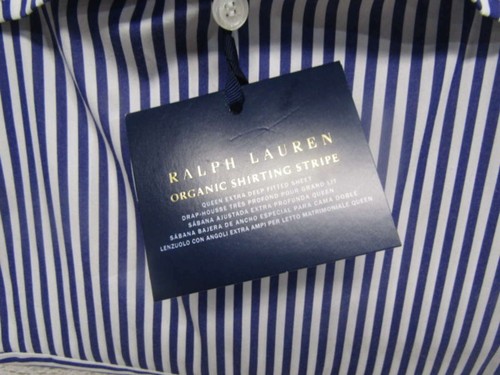 RALPH LAUREN
ORGANIC SHIRTING STRIPE
QUEEN EXTRA DEEP FITTED SHEET
DRAP-HOUSSE TRÈS PROFOND POUR GRAND LIT
SÁBANA AJUSTADA EXTRA PROFUNDA QUEEN
SÁBANA BAJERA DE ANCHO ESPECIAL PARA CAMA DOBLE
LENZUOLO CON ANGOLI EXTRA AMPI PER LETTO MATRIMONIALE QUEEN